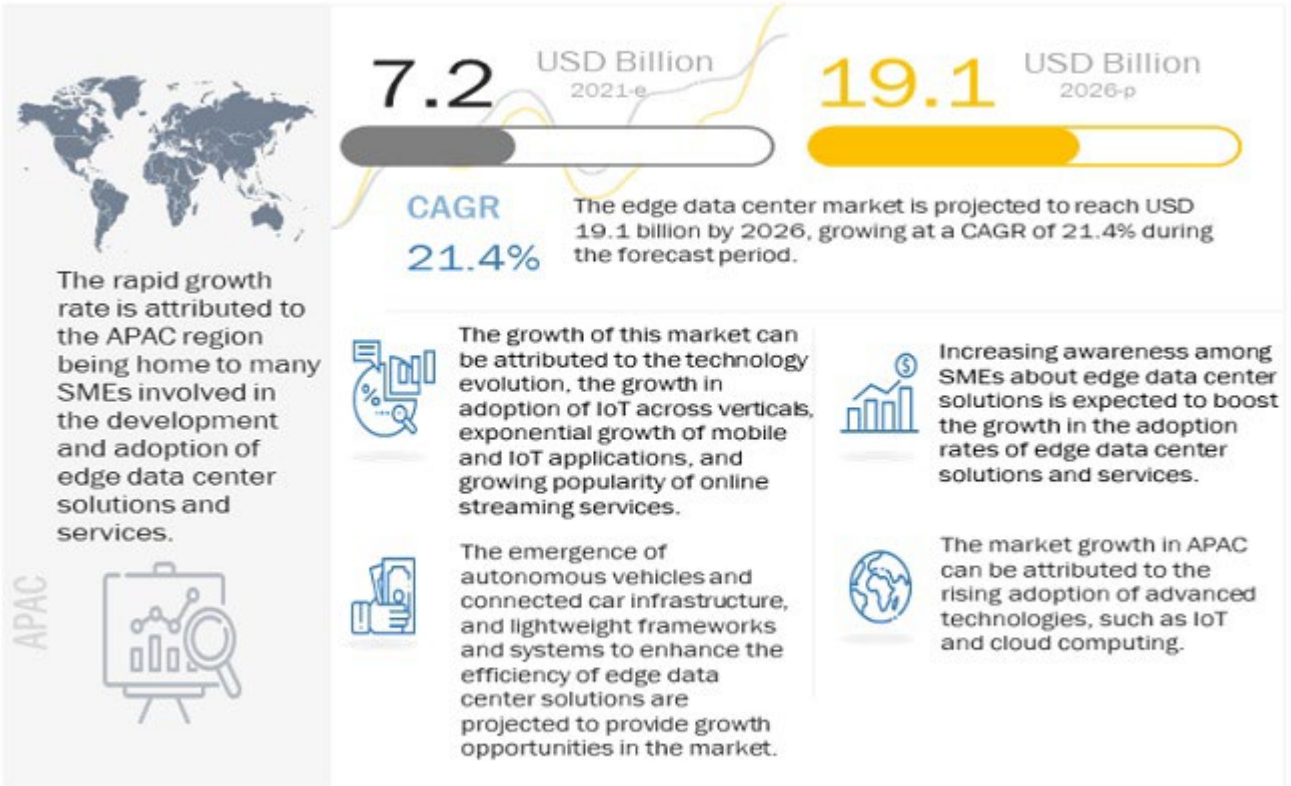 7.2
USD Billion
2021-e
19.1
USD Billion
2026-p
CAGR
21.4%
The edge data center market is projected to reach USD
19.1 billion by 2026, growing at a CAGR of 21.4% during
the forecast period.
The rapid growth
rate is attributed to
the APAC region
being home to many
SMEs involved in
the development
and adoption of
edge data center
solutions and
services.
APAC
The growth of this market can
be attributed to the technology
evolution, the growth in
adoption of IoT across verticals,
exponential growth of mobile
and IoT applications, and
growing popularity of online
streaming services.
Increasing awareness among
SMEs about edge data center
solutions is expected to boost
the growth in the adoption
rates of edge data center
solutions and services.
The emergence of
autonomous vehicles and
connected car infrastructure,
and lightweight frameworks
and systems to enhance the
efficiency of edge data
center solutions are
projected to provide growth
opportunities in the market.
The market growth in APAC
can be attributed to the
rising adoption of advanced
technologies, such as IoT
and cloud computing.